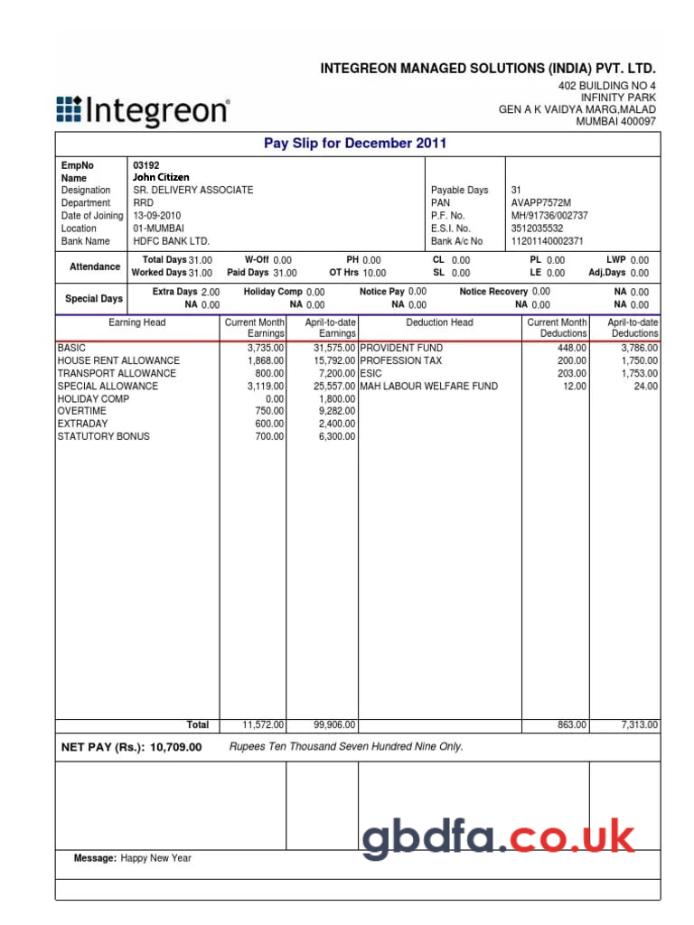 INTEGREON MANAGED SOLUTIONS (INDIA) PVT. LTD.
402 BUILDING NO 4
INFINITY PARK
GEN A K VAIDYA MARG,MALAD
MUMBAI 400097
Integreon
Pay Slip for December 2011
EmpNo 03192
Name John Citizen
Designation SR. DELIVERY ASSOCIATE Payable Days 31
Department RRD PAN AVAPP7572M
Date of Joining 13-09-2010 P.F. No. MH/91736/002737
Location 01-MUMBAI E.S.I. No. 3512035532
Bank Name HDFC BANK LTD. Bank A/c No 11201140002371
Attendance
Total Days 31.00 W-Off 0.00 PH 0.00 CL 0.00 PL 0.00 LWP 0.00
Worked Days 31.00 Paid Days 31.00 OT Hrs 10.00 SL 0.00 LE 0.00 Adj.Days 0.00
Special Days
Extra Days 2.00 Holiday Comp 0.00 Notice Pay 0.00 Notice Recovery 0.00 NA 0.00
NA 0.00 NA 0.00 NA 0.00 NA 0.00 NA 0.00
Earning Head Current Month Earnings April-to-date Earnings Deduction Head Current Month Deductions April-to-date Deductions
BASIC 3,735.00 31,575.00 PROVIDENT FUND 448.00 3,786.00
HOUSE RENT ALLOWANCE 1,868.00 15,792.00 PROFESSION TAX 200.00 1,750.00
TRANSPORT ALLOWANCE 800.00 7,200.00 ESIC 203.00 1,753.00
SPECIAL ALLOWANCE 3,119.00 25,557.00 MAH LABOUR WELFARE FUND 12.00 24.00
HOLIDAY COMP 0.00 1,800.00
OVERTIME 750.00 9,282.00
EXTRADAY 600.00 2,400.00
STATUTORY BONUS 700.00 6,300.00
Total 11,572.00 99,906.00 863.00 7,313.00
NET PAY (Rs.): 10,709.00 Rupees Ten Thousand Seven Hundred Nine Only.
gbdfa.co.uk
Message: Happy New Year